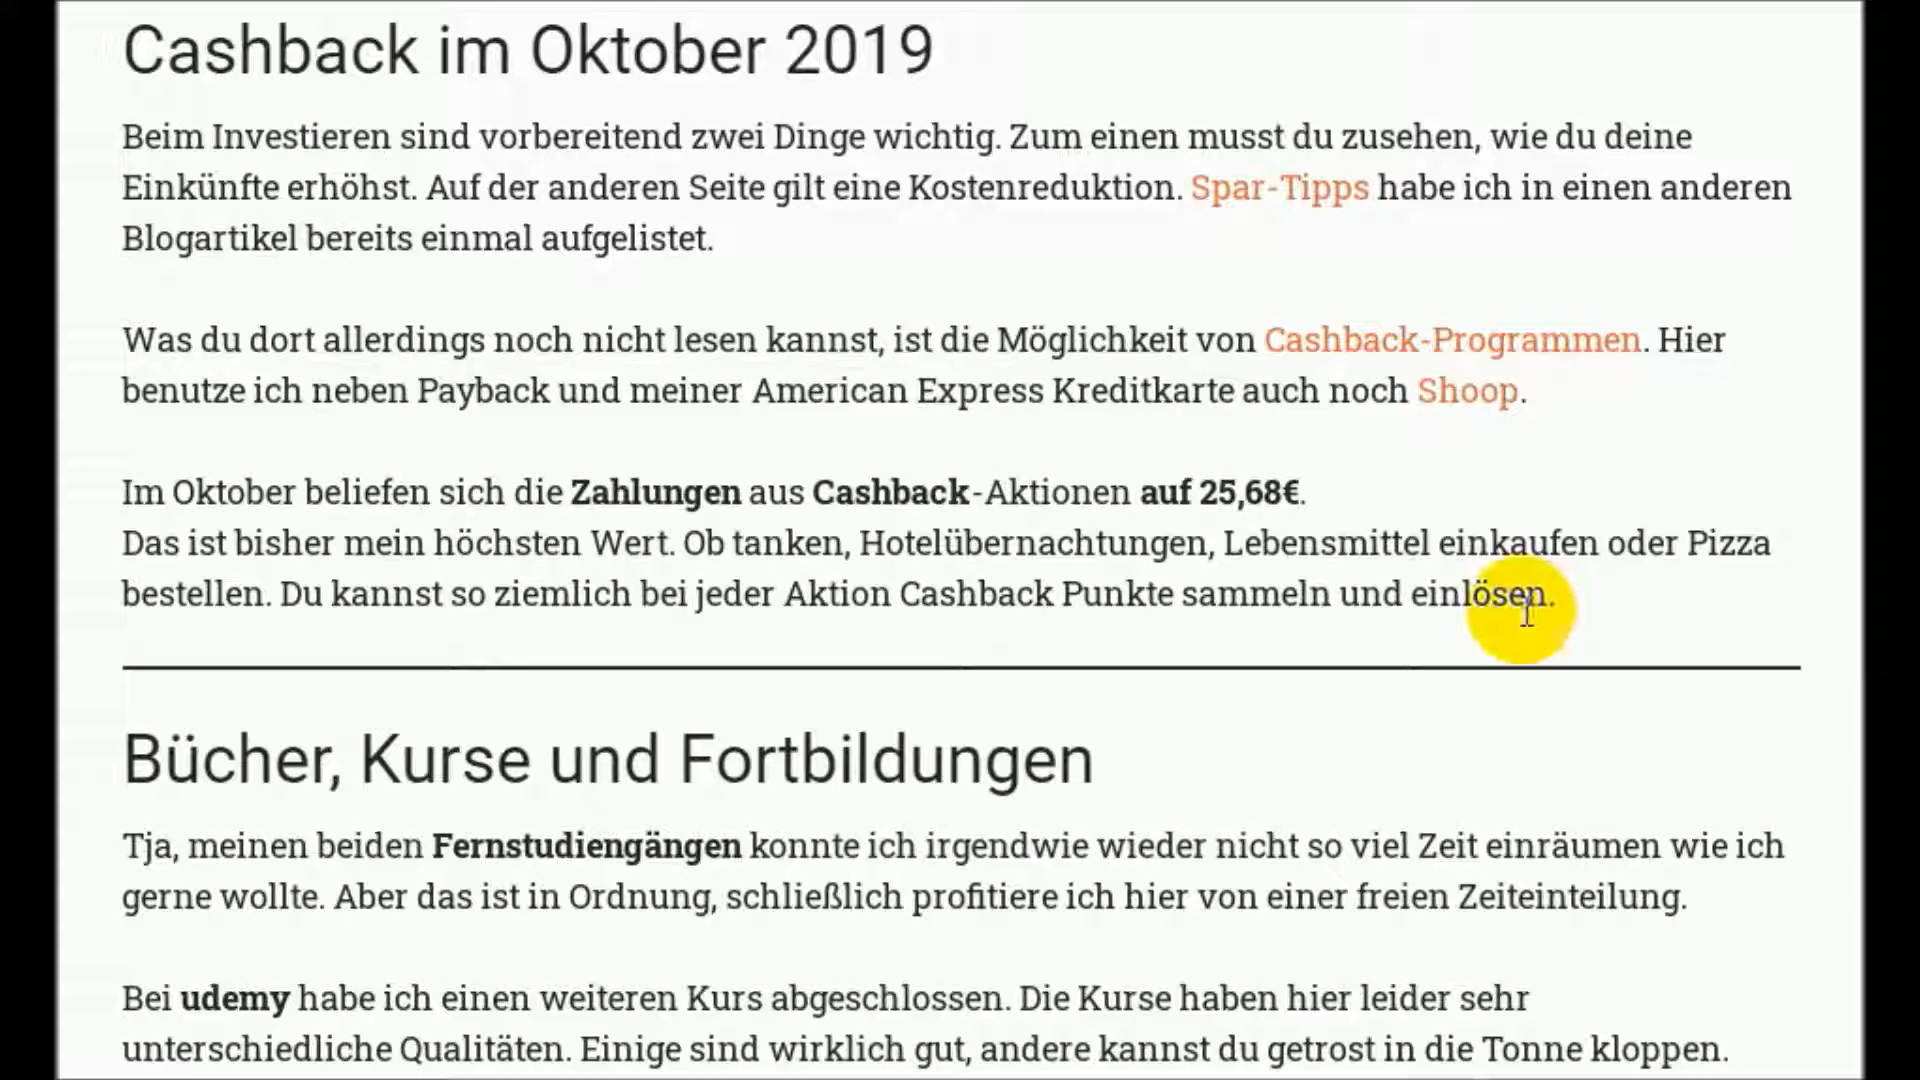 Cashback im Oktober 2019
Beim Investieren sind vorbereitend zwei Dinge wichtig. Zum einen musst du zusehen, wie du deine
Einkünfte erhöhst. Auf der anderen Seite gilt eine Kostenreduktion. Spar-Tipps habe ich in einen anderen
Blogartikel bereits einmal aufgelistet.
Was du dort allerdings noch nicht lesen kannst, ist die Möglichkeit von Cashback-Programmen. Hier
benutze ich neben Payback und meiner American Express Kreditkarte auch noch Shoop.
Im Oktober beliefen sich die Zahlungen aus Cashback-Aktionen auf 25,68€.
Das ist bisher mein höchsten Wert. Ob tanken, Hotelübernachtungen, Lebensmittel einkaufen oder Pizza
bestellen. Du kannst so ziemlich bei jeder Aktion Cashback Punkte sammeln und einlösen.
Bücher, Kurse und Fortbildungen
Tja, meinen beiden Fernstudiengängen konnte ich irgendwie wieder nicht so viel Zeit einräumen wie ich
gerne wollte. Aber das ist in Ordnung, schließlich profitiere ich hier von einer freien Zeiteinteilung.
Bei udemy habe ich einen weiteren Kurs abgeschlossen. Die Kurse haben hier leider sehr
unterschiedliche Qualitäten. Einige sind wirklich gut, andere kannst du getrost in die Tonne kloppen.